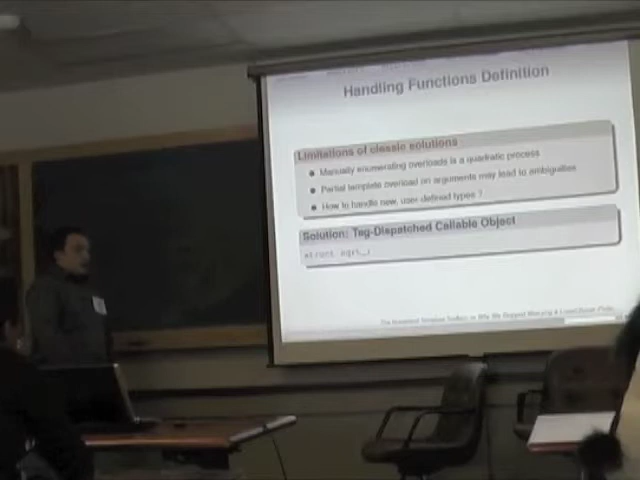 Handling Functions Definition
Limitations of classic solutions
Manually enumerating overloads is a quadratic process
Partial template overload on arguments may lead to ambiguities
How to handle new, user defined types ?
Solution: Tag-Dispatched Callable Object
struct